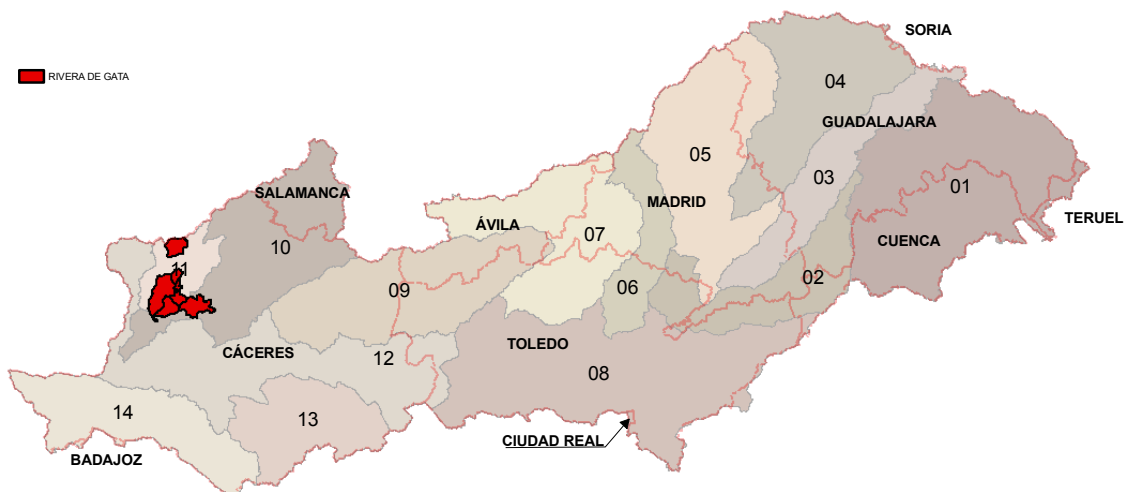 SORIA
RIVERA DE GATA
04
GUADALAJARA
05
03
01
SALAMANCA
MADRID
TERUEL
ÁVILA
07
CUENCA
10
11
02
09
06
TOLEDO
CÁCERES
12
08
14
13
CIUDAD REAL
BADAJOZ